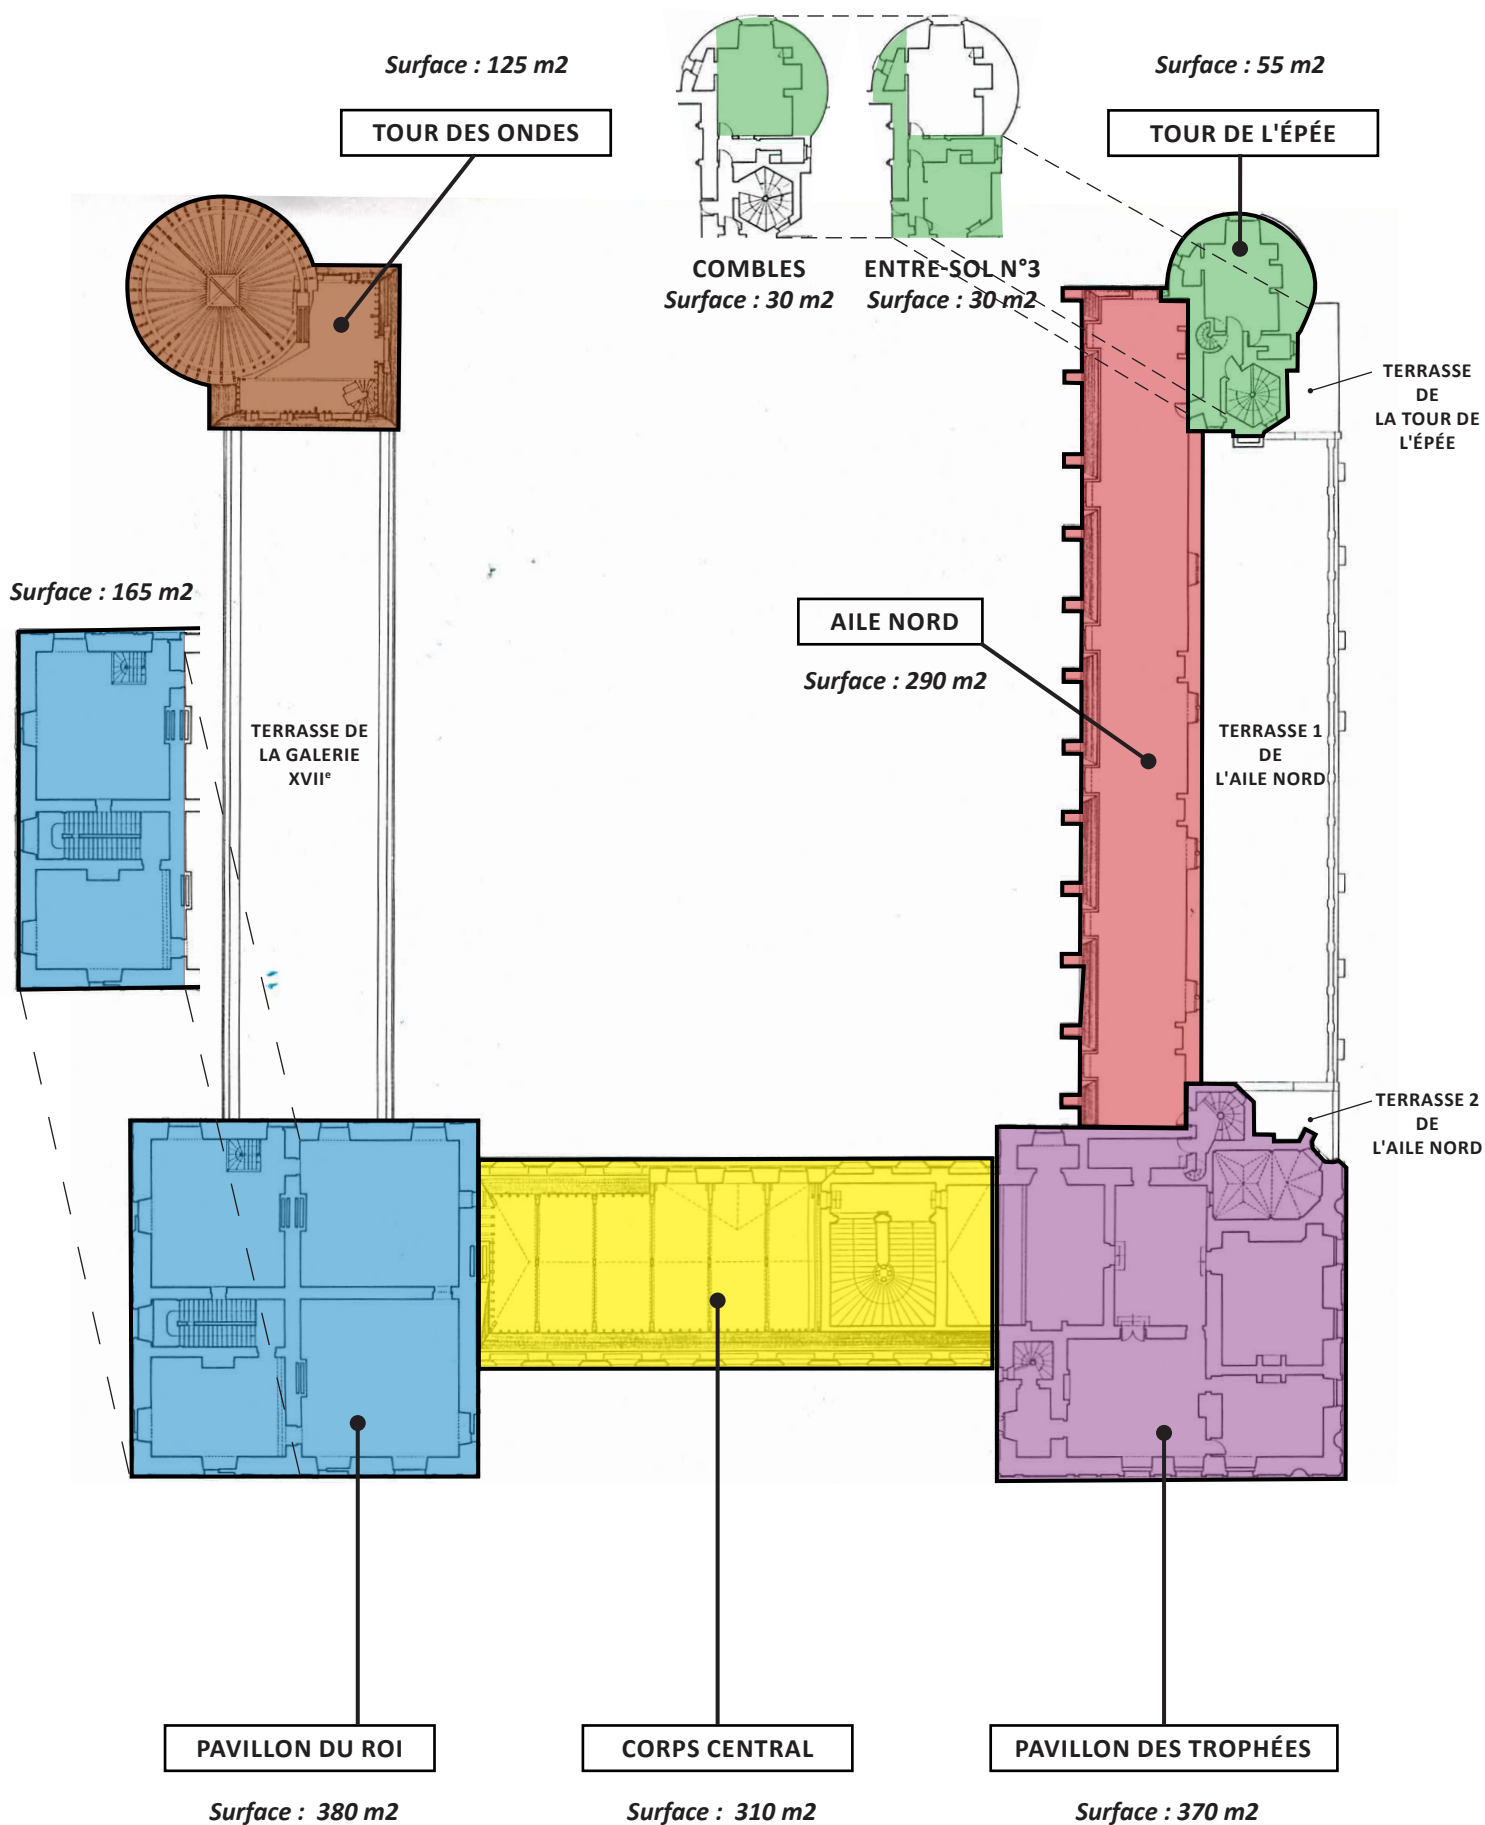 Surface : 125 m2
TOUR DES ONDES
COMBLES
Surface : 30 m2
ENTRE-SOL N°3
Surface : 30 m2
Surface : 55 m2
TOUR DE L'ÉPÉE
TERRASSE
DE
LA TOUR DE
L'ÉPÉE
Surface : 165 m2
TERRASSE DE
LA GALERIE
XVIIᵉ
AILE NORD
Surface : 290 m2
TERRASSE 1
DE
L'AILE NORD
TERRASSE 2
DE
L'AILE NORD
PAVILLON DU ROI
Surface : 380 m2
CORPS CENTRAL
Surface : 310 m2
PAVILLON DES TROPHÉES
Surface : 370 m2